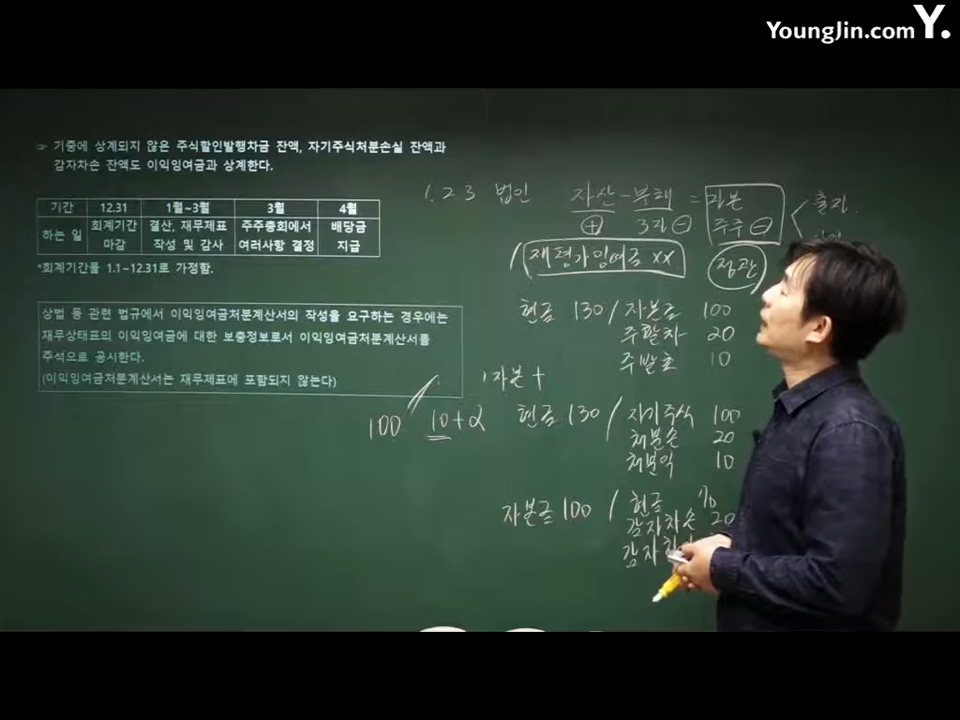 YoungJin.com Y.
☞ 기중에 상계되지 않은 주식할인발행차금 잔액, 자기주식처분손실 잔액과
감자차손 잔액도 이익잉여금과 상계한다.
기간 12.31 1월~3월 3월 4월
하는 일 회계기간 마감 결산, 재무제표 작성 및 감사 주주총회에서 여러사항 결정 배당금 지급
*회계기간을 1.1~12.31로 가정함.
상법 등 관련 법규에서 이익잉여금처분계산서의 작성을 요구하는 경우에는
재무상태표의 이익잉여금에 대한 보충정보로서 이익잉여금처분계산서를
주석으로 공시한다.
(이익잉여금처분계산서는 재무제표에 포함되지 않는다)
100 10+2
1. 2 3. 법인 자산-부채 = 자본 출자
+ 3자 - 주주 -
재평가잉여금 xx 정관
현금 130 / 자본금 100
주할차 20
주발초 10
자본 +
현금 130 / 자기주식 100
처분손 20
처분익 10
자본금 100 / 현금
감자차손 20
감자